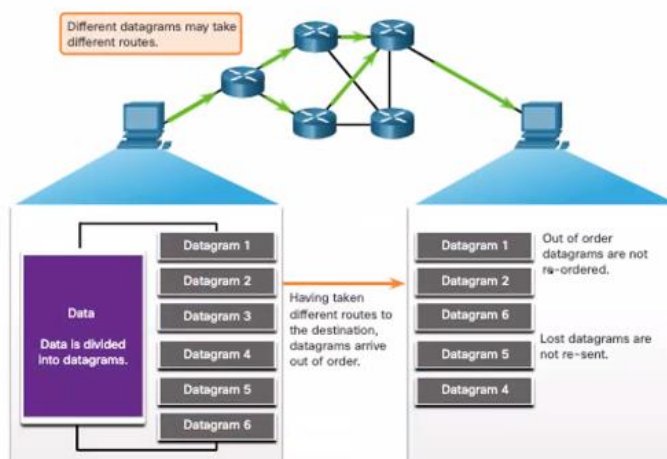 Different datagrams may take
different routes.
Data
Data is divided
into datagrams.
Datagram 1
Datagram 2
Datagram 3
Datagram 4
Datagram 5
Datagram 6
Having taken
different routes to
the destination,
datagrams arrive
out of order.
Datagram 1
Datagram 2
Datagram 6
Datagram 5
Datagram 4
Out of order
datagrams are not
re-ordered.
Lost datagrams are
not re-sent.